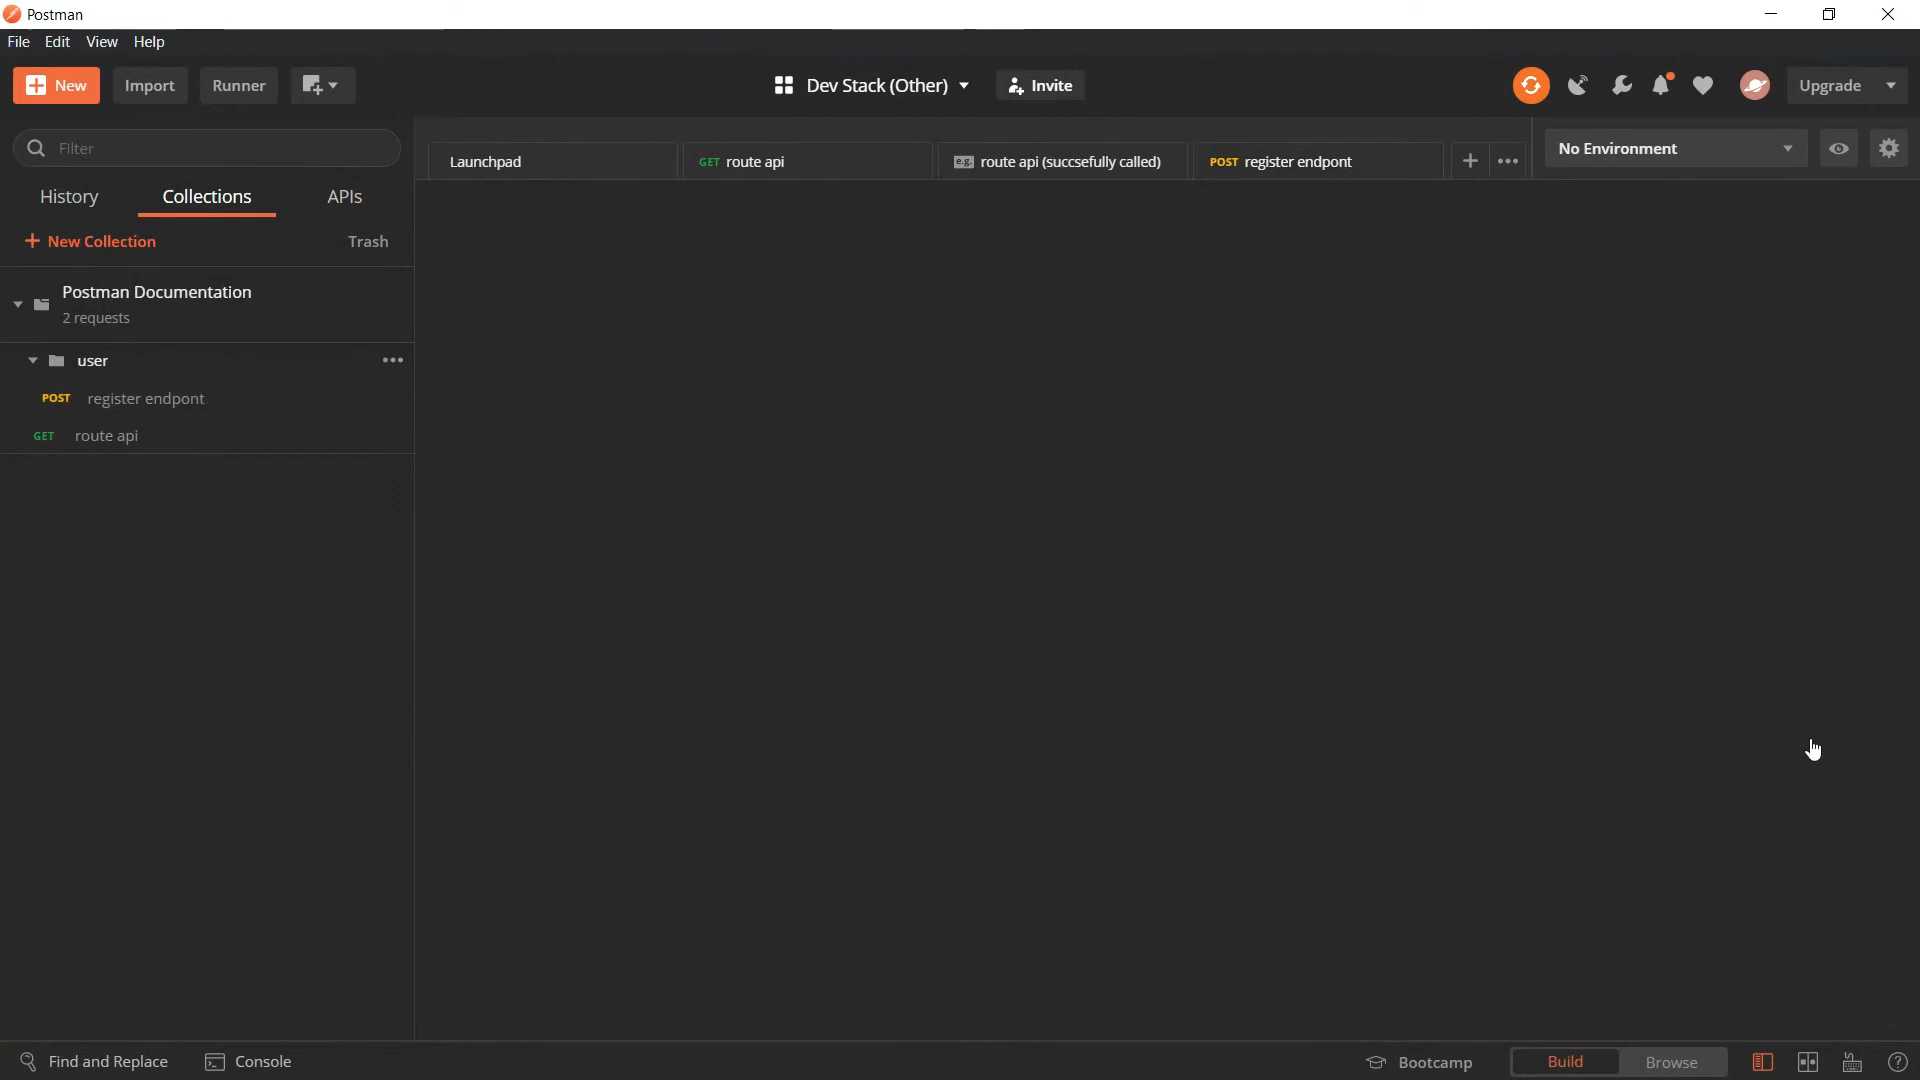 Postman
File Edit View Help
New Import Runner Dev Stack (Other) Invite Upgrade
Filter
Launchpad GET route api e.g. route api (succsefully called) POST register endpont No Environment
History Collections APIs
New Collection Trash
Postman Documentation
2 requests
user
POST register endpont
GET route api
Find and Replace Console Bootcamp Build Browse